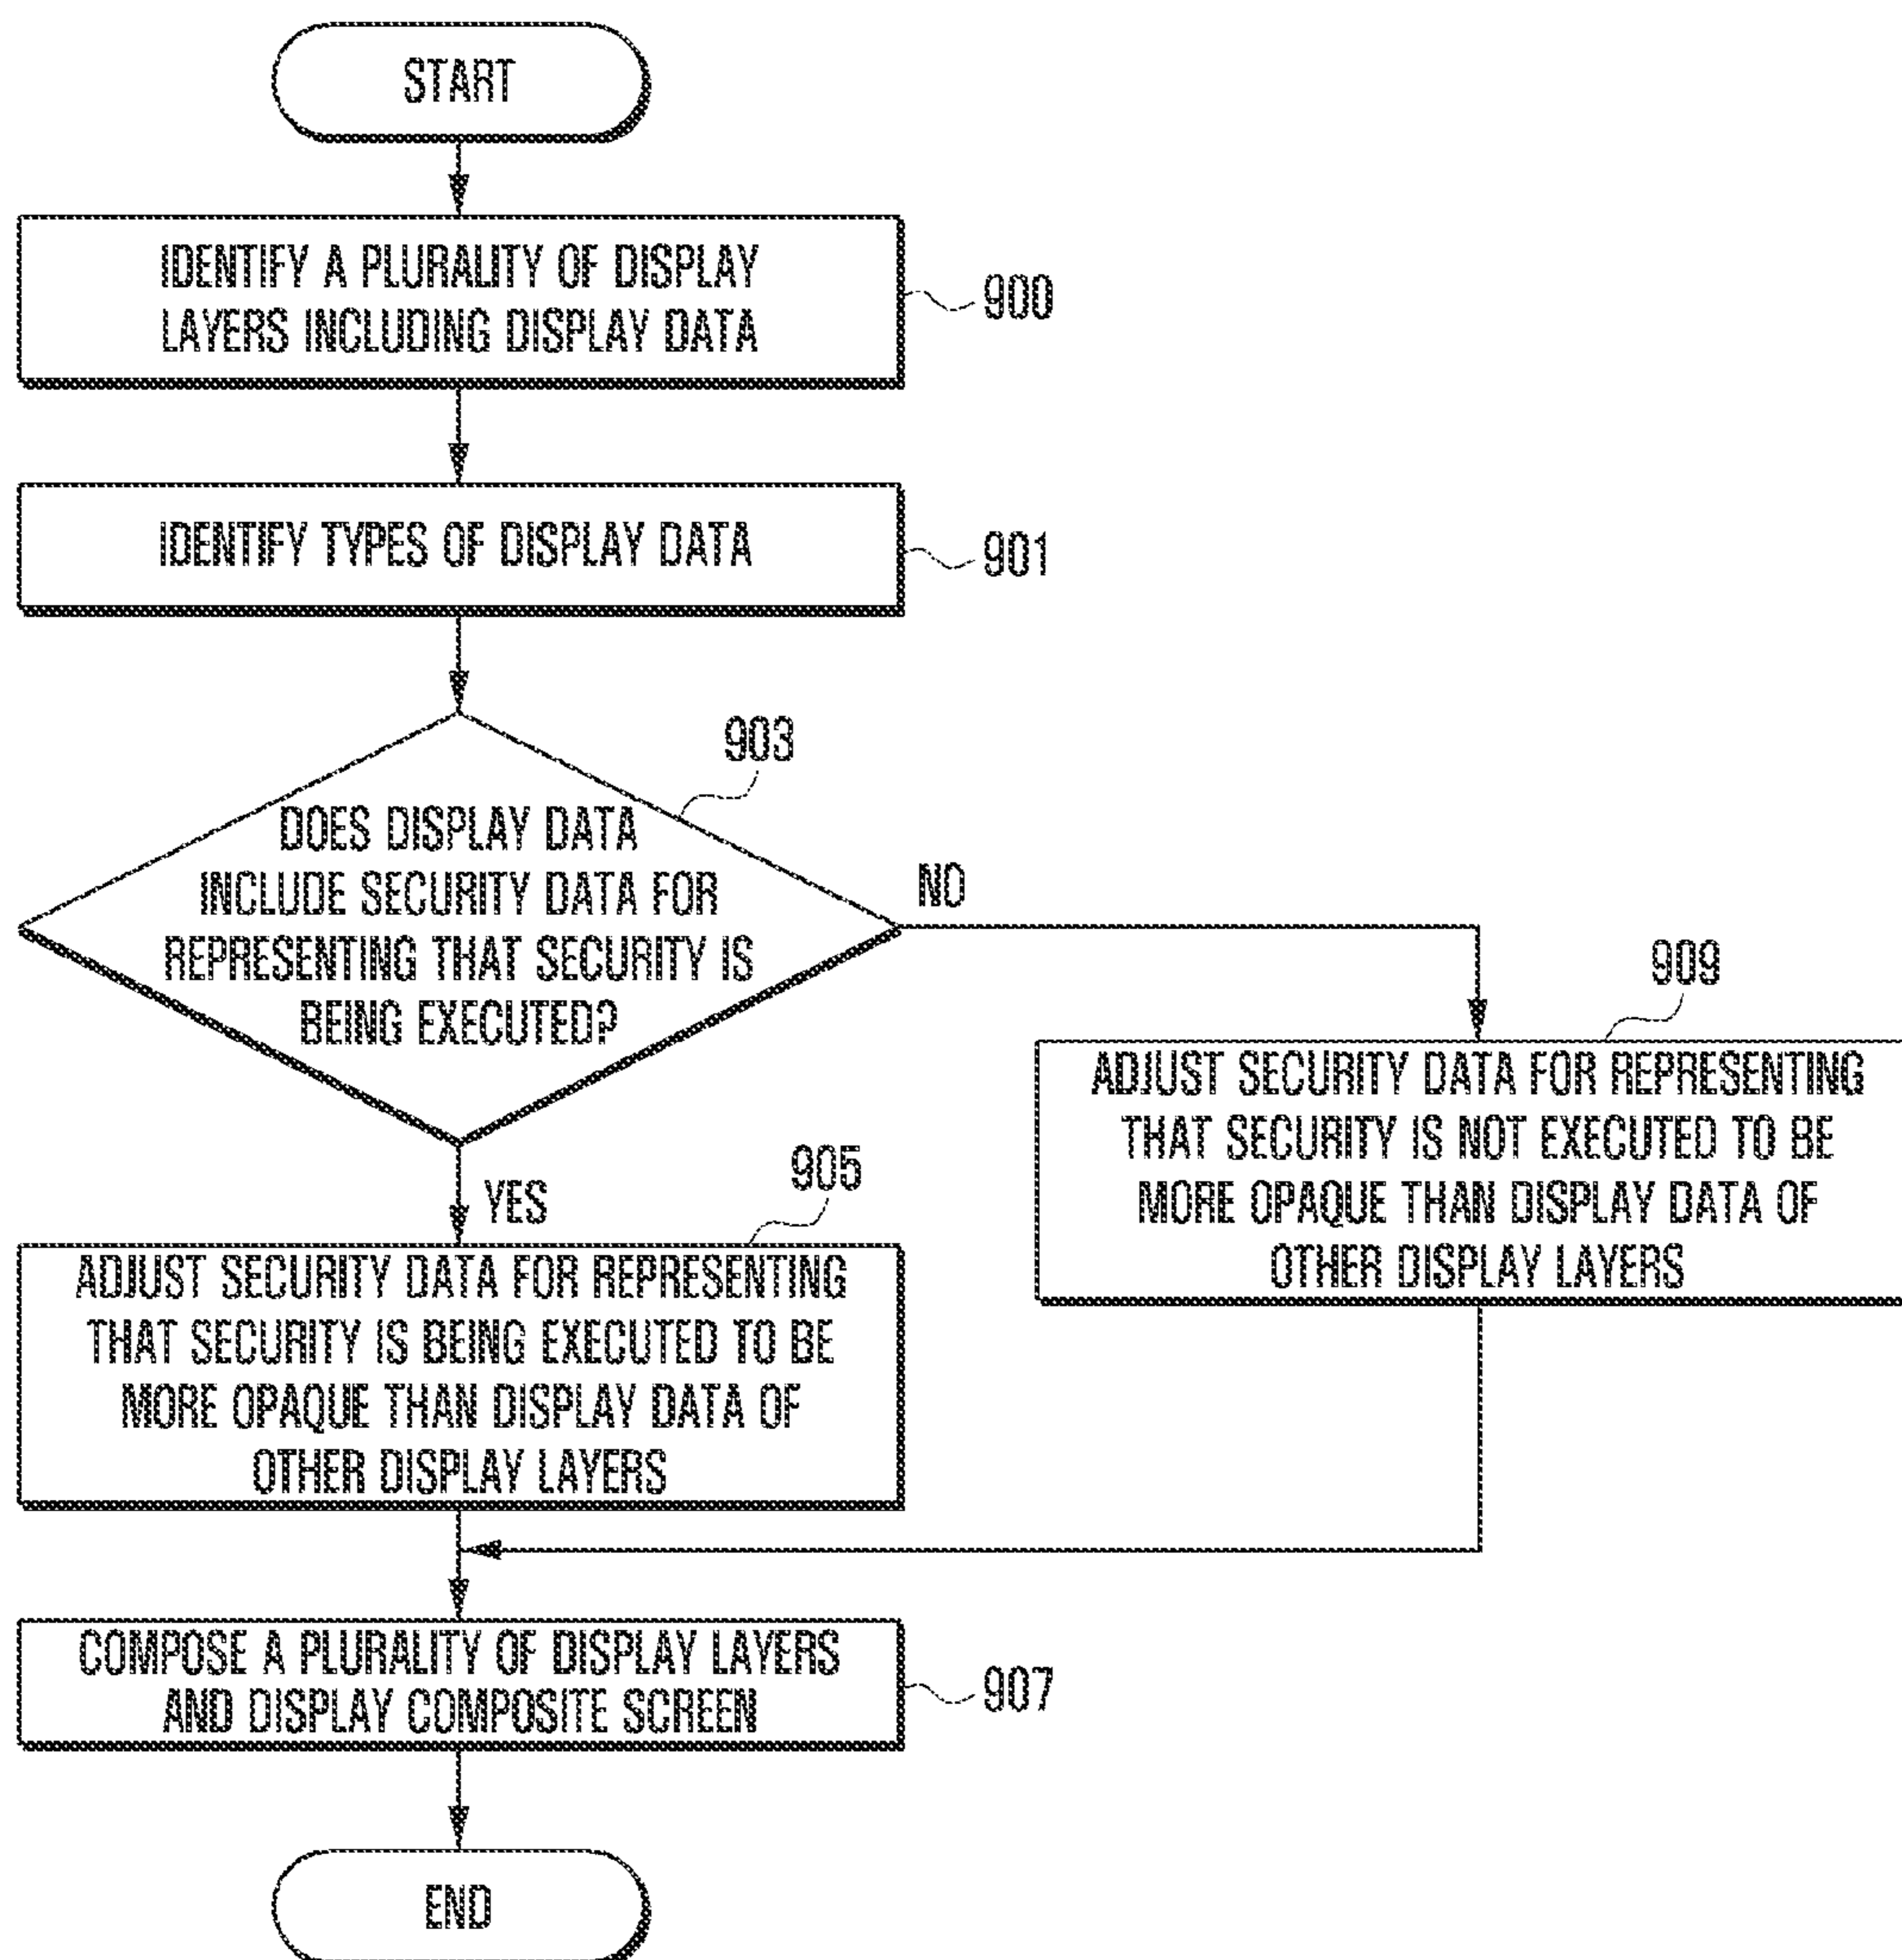 START
IDENTIFY A PLURALITY OF DISPLAY
LAYERS INCLUDING DISPLAY DATA
900
IDENTIFY TYPES OF DISPLAY DATA
901
903
DOES DISPLAY DATA
INCLUDE SECURITY DATA FOR
REPRESENTING THAT SECURITY IS
BEING EXECUTED?
NO
YES
909
ADJUST SECURITY DATA FOR REPRESENTING
THAT SECURITY IS NOT EXECUTED TO BE
MORE OPAQUE THAN DISPLAY DATA OF
OTHER DISPLAY LAYERS
905
ADJUST SECURITY DATA FOR REPRESENTING
THAT SECURITY IS BEING EXECUTED TO BE
MORE OPAQUE THAN DISPLAY DATA OF
OTHER DISPLAY LAYERS
COMPOSE A PLURALITY OF DISPLAY LAYERS
AND DISPLAY COMPOSITE SCREEN
907
END